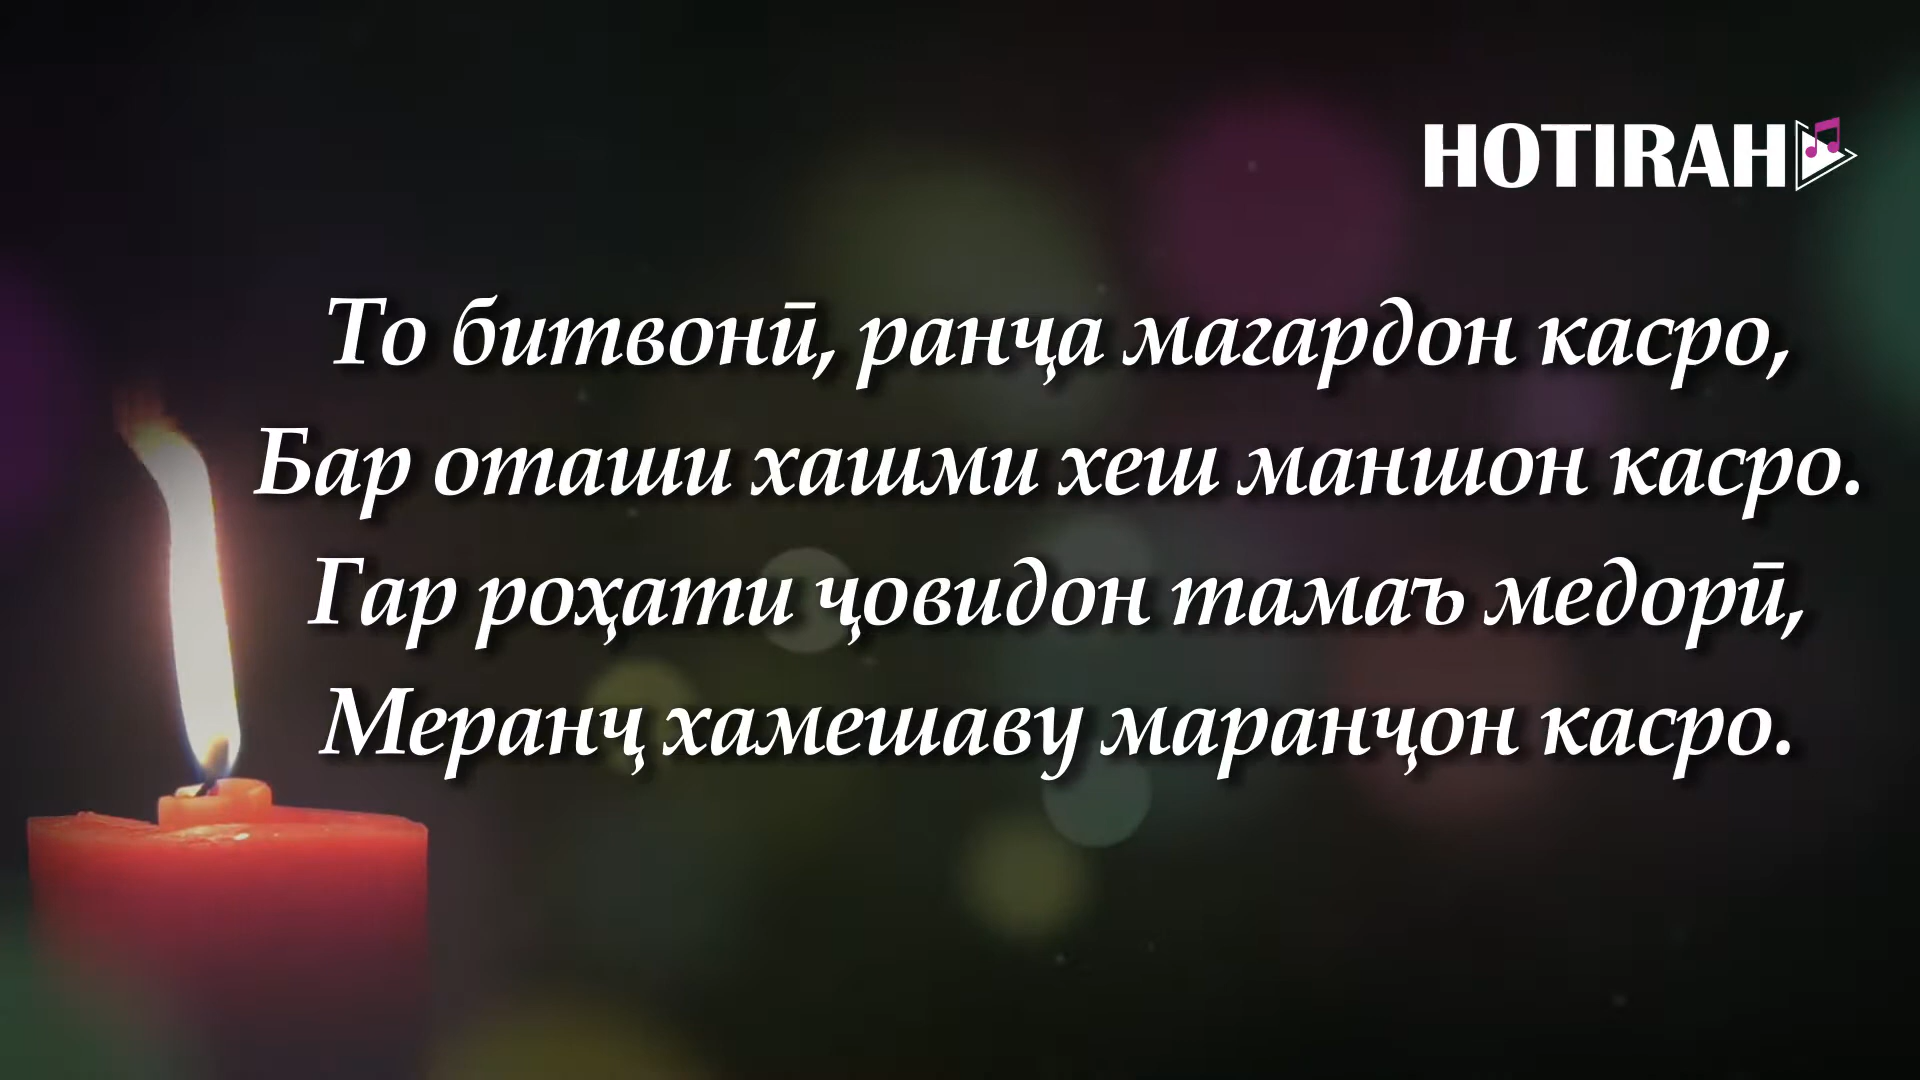 HOTIRAH
То битвонӣ, ранҷа магардон касро,
Бар оташи хашми хеш маншон касро.
Гар роҳати ҷовидон тамаъ медорӣ,
Меранҷ хамешаву маранҷон касро.